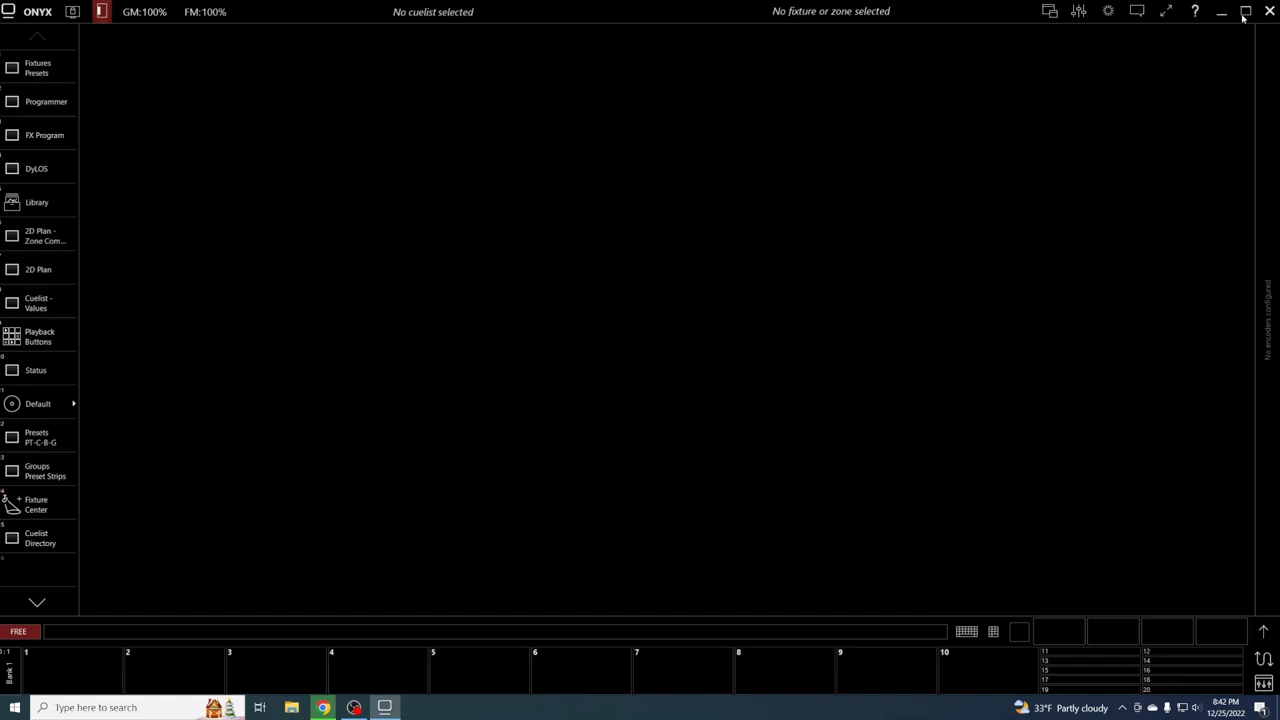 ONYX
GM:100%
FM:100%
No cuelist selected
No fixture or zone selected
?
Fixtures
Presets
Programmer
FX Program
DyLOS
Library
2D Plan -
Zone Com...
2D Plan
Cuelist -
Values
Playback
Buttons
Status
Default
Presets
PT-C-B-G
Groups
Preset Strips
Fixture
Center
Cuelist
Directory
No encoders configured
FREE
Bank 1
1
2
3
4
5
6
7
8
9
10
11
12
13
14
15
16
17
18
19
20
Type here to search
33°F Partly cloudy
8:42 PM
12/25/2022